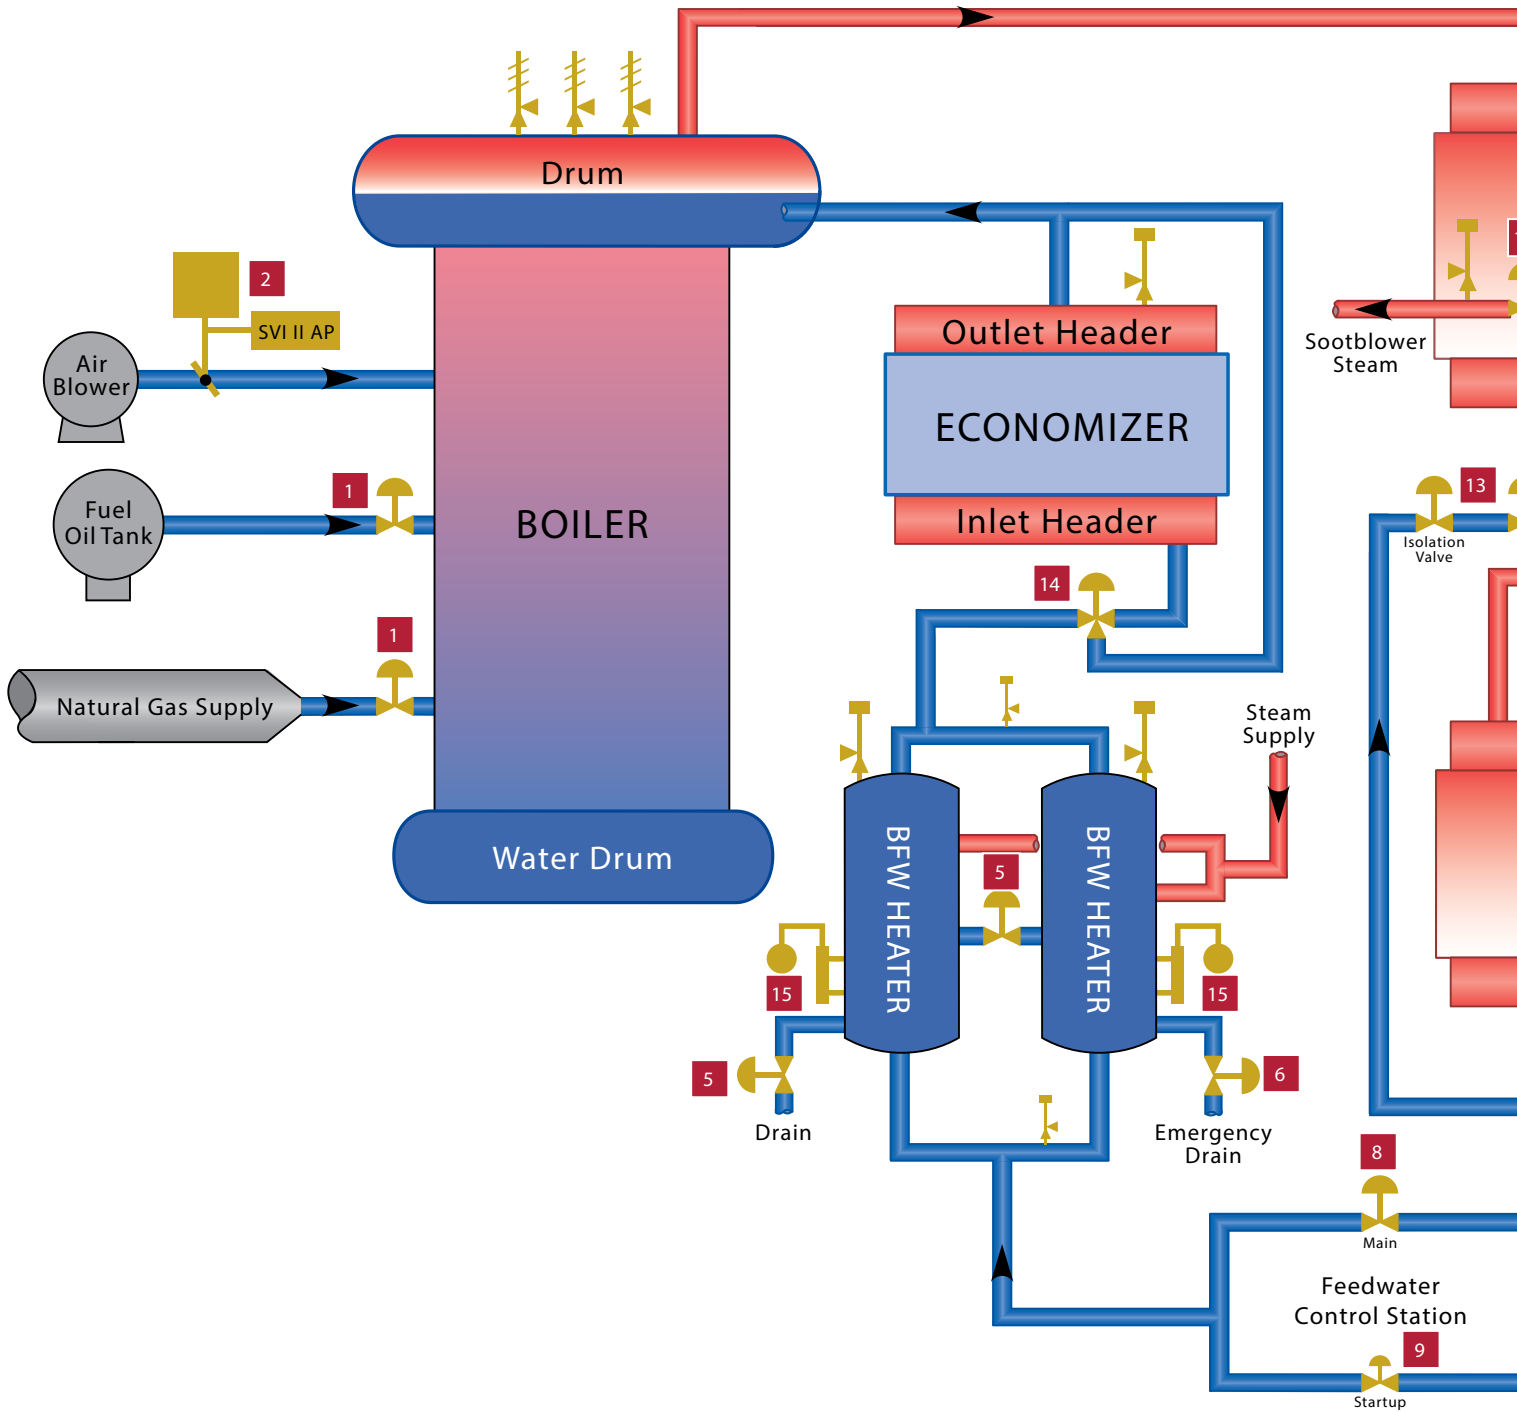 Drum
2
SVI II AP
Air
Blower
Outlet Header
Sootblower
Steam
ECONOMIZER
1
Fuel
Oil Tank
BOILER
Inlet Header
13
Isolation
Valve
14
1
Natural Gas Supply
Steam
Supply
BFW HEATER
BFW HEATER
Water Drum
5
15
15
5
6
Drain
Emergency
Drain
8
Main
Feedwater
Control Station
9
Startup